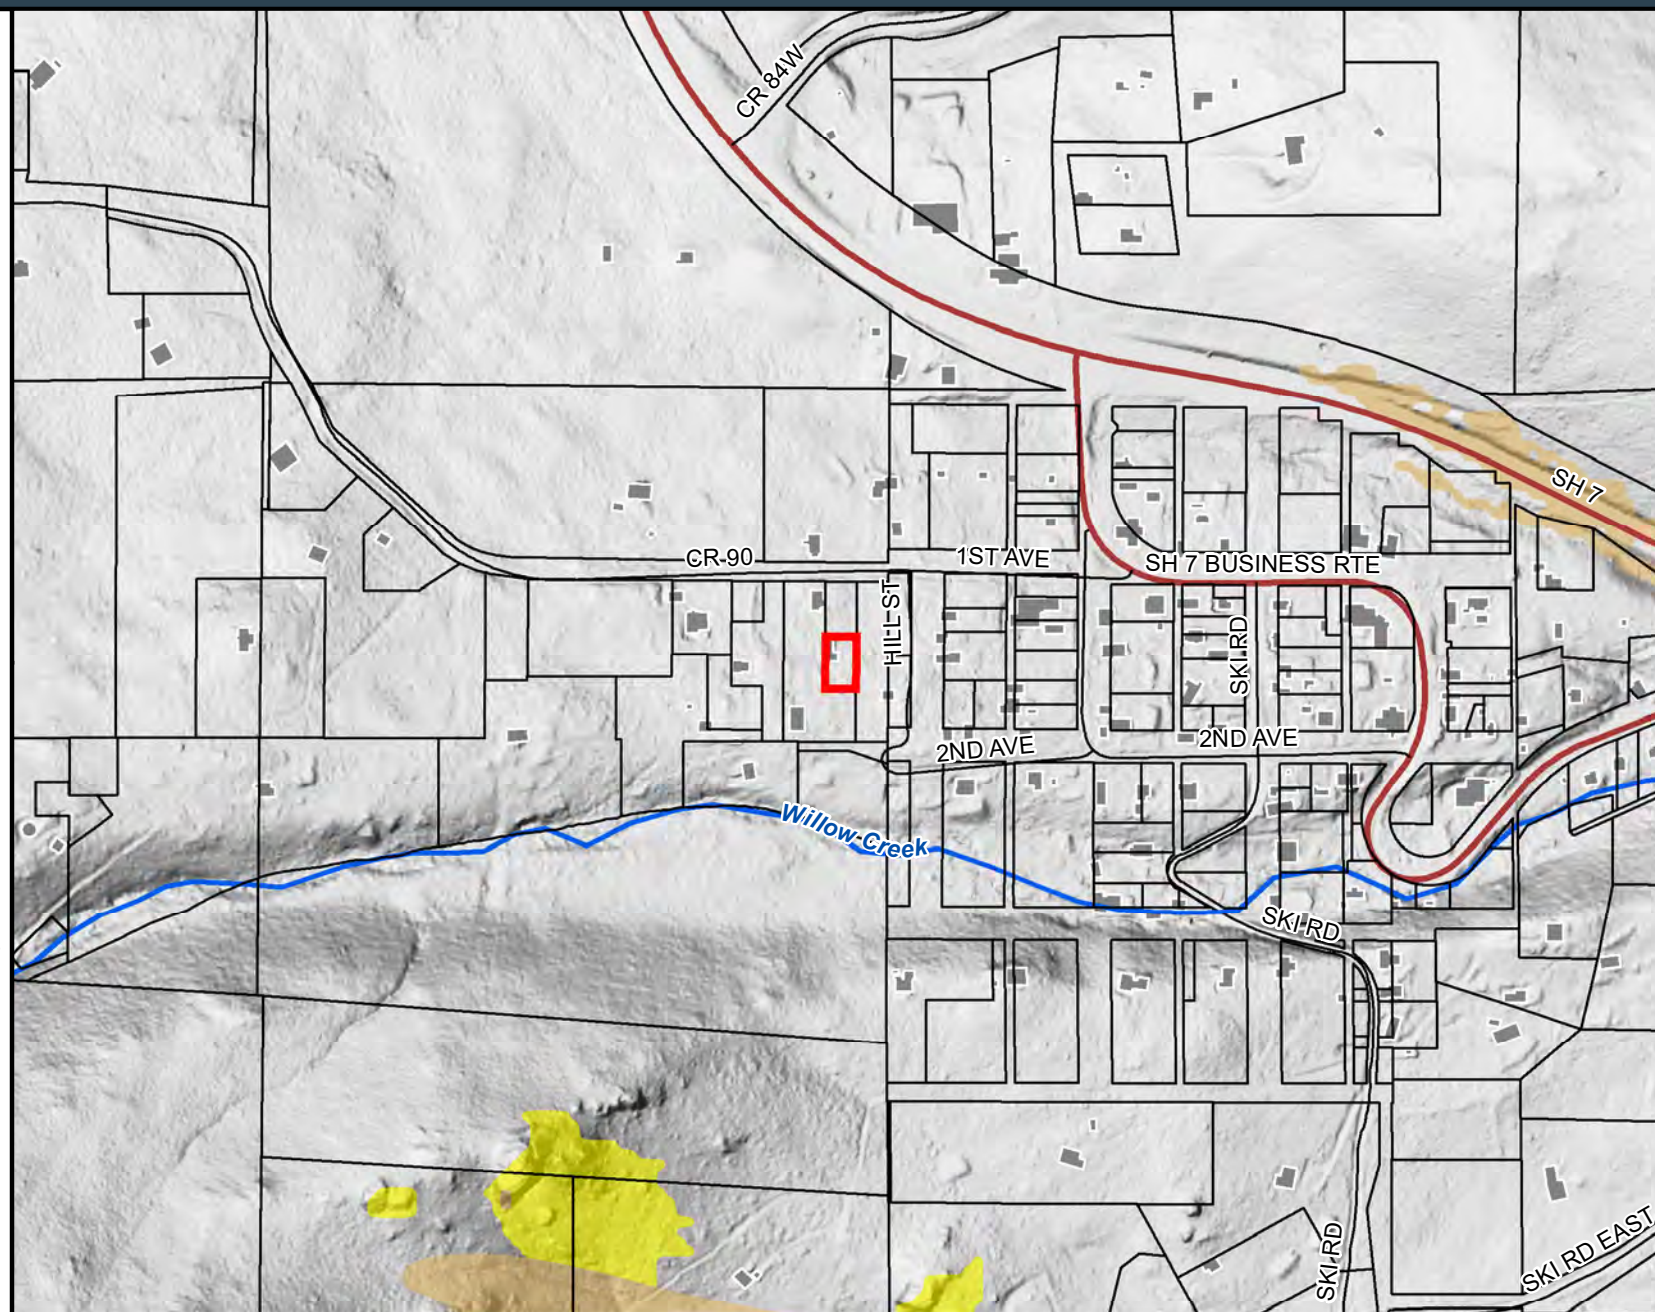 CR 84W
SH 7
CR 90
1ST AVE
SH 7 BUSINESS RTE
HILL ST
SKI RD
2ND AVE
2ND AVE
Willow Creek
SKI RD
SKI RD
SKI RD EAST